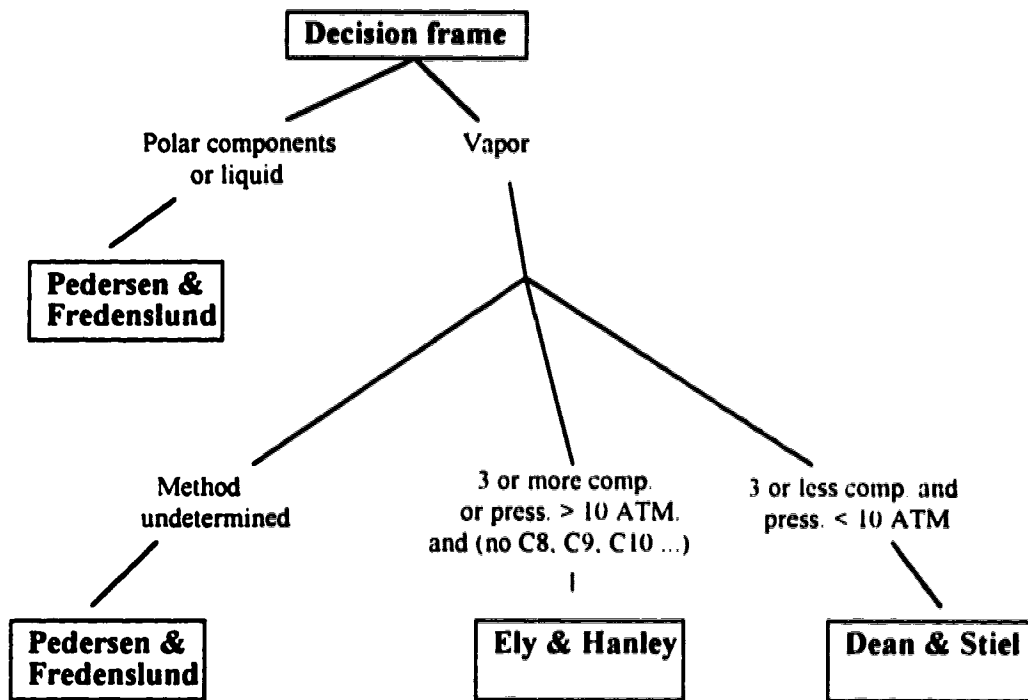 Decision frame
Polar components
or liquid
Vapor
Pedersen &
Fredenslund
Method
undetermined
3 or more comp.
or press. > 10 ATM.
and (no C8, C9, C10 ...)
3 or less comp. and
press. < 10 ATM
Pedersen &
Fredenslund
Ely & Hanley
Dean & Stiel